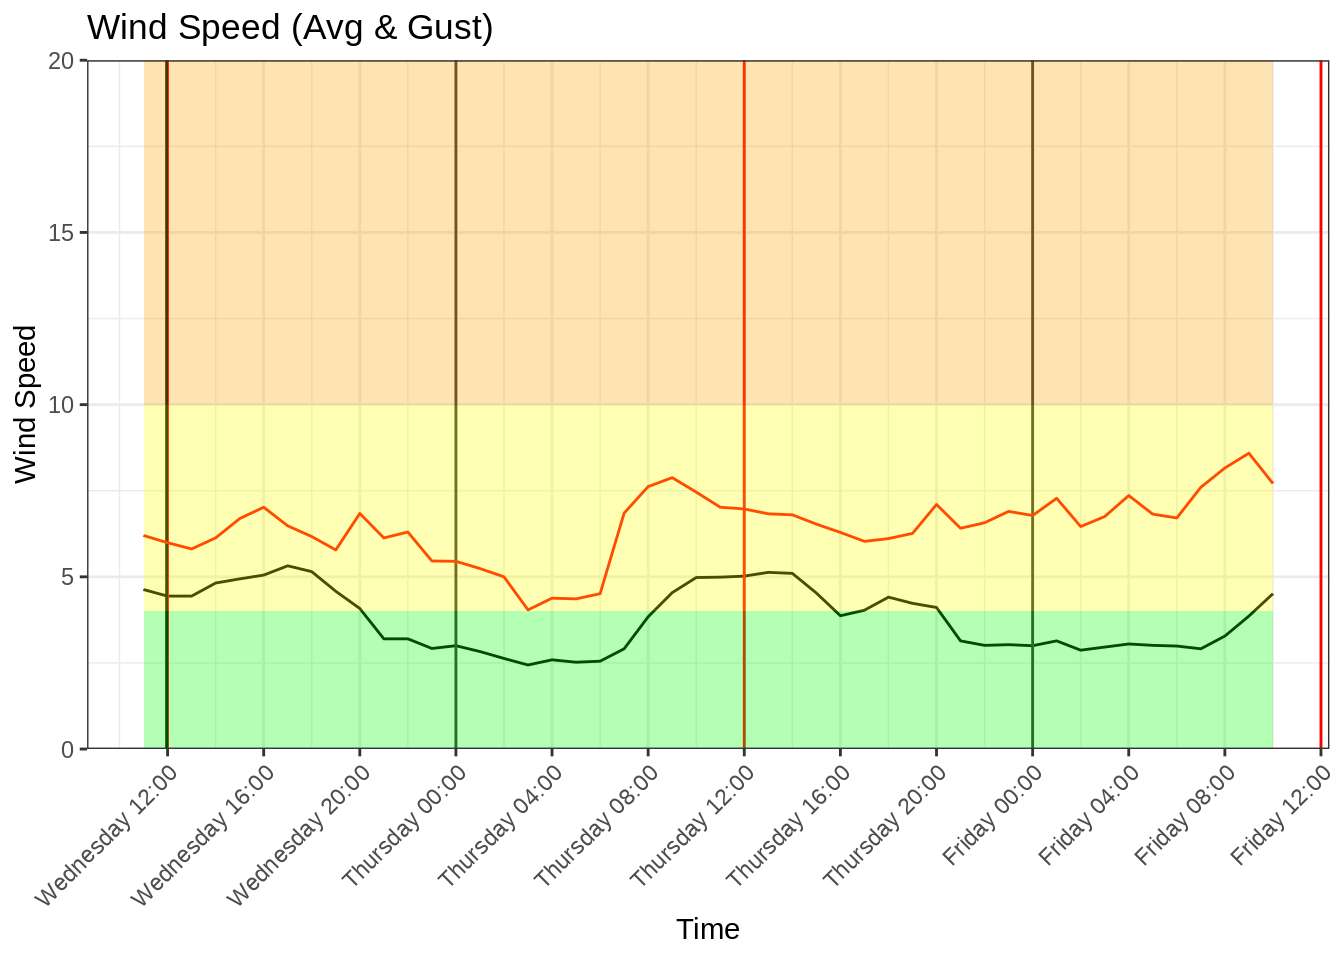 Wind Speed (Avg & Gust)
Wind Speed
20
15
10
5
0
Wednesday 12:00
Wednesday 16:00
Wednesday 20:00
Thursday 00:00
Thursday 04:00
Thursday 08:00
Thursday 12:00
Thursday 16:00
Thursday 20:00
Friday 00:00
Friday 04:00
Friday 08:00
Friday 12:00
Time